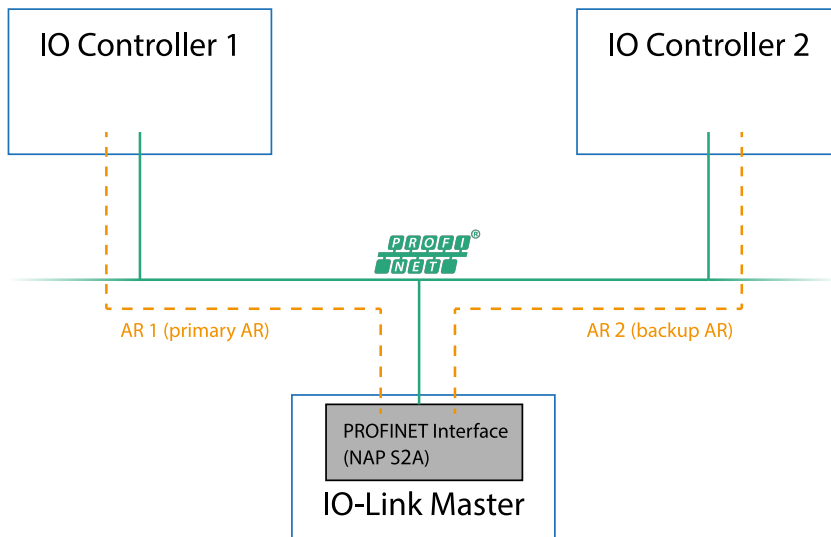 IO Controller 1
IO Controller 2
PROFI®
NET
AR 1 (primary AR)
AR 2 (backup AR)
PROFINET Interface
(NAP S2A)
IO-Link Master